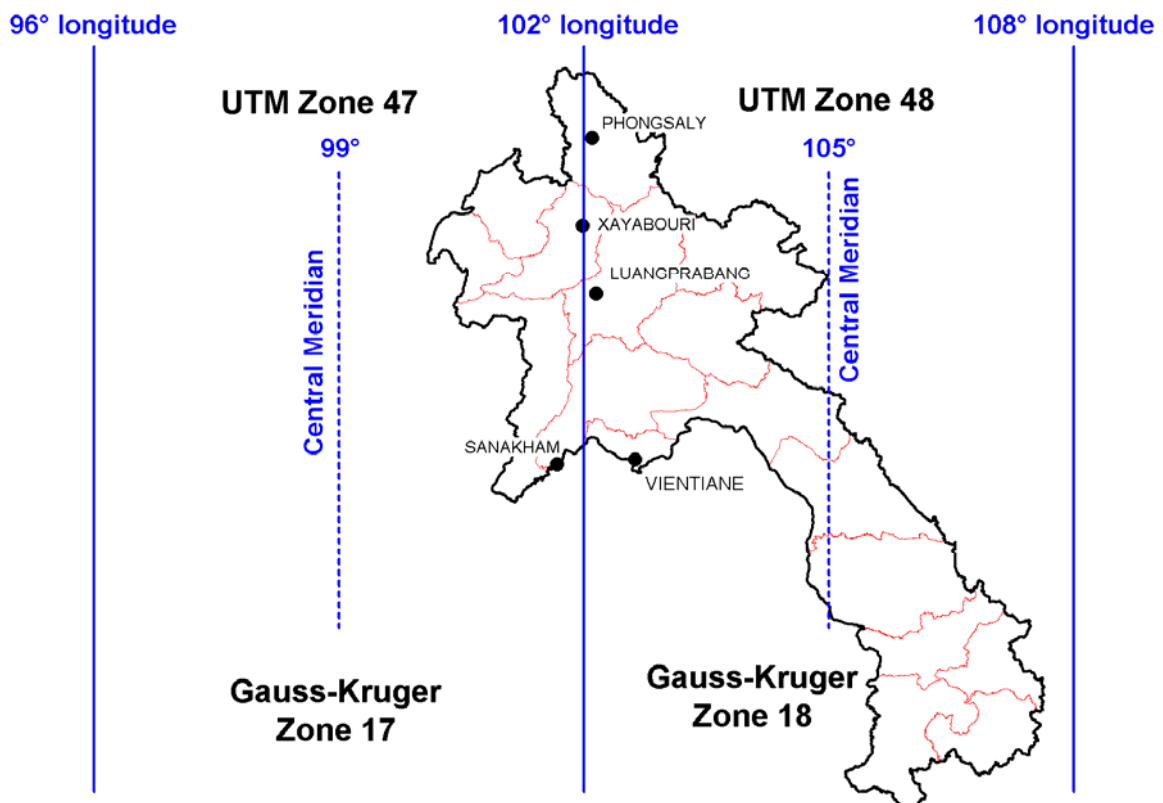 96° longitude
102° longitude
108° longitude
UTM Zone 47
UTM Zone 48
PHONGSALY
99°
105°
Central Meridian
Central Meridian
XAYABOURI
LUANGPRABANG
SANAKHAM
VIENTIANE
Gauss-Kruger
Zone 17
Gauss-Kruger
Zone 18